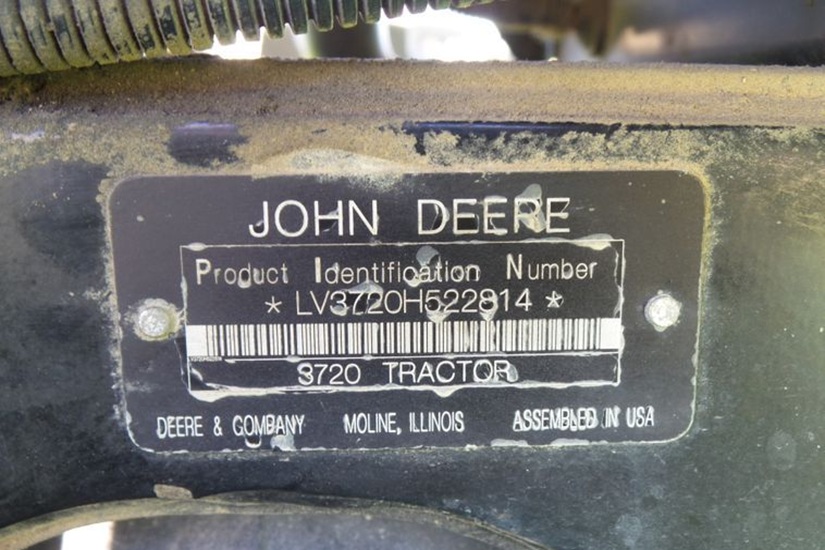 JOHN DEERE
Product Identification Number
* LV3720H522814 *
3720 TRACTOR
DEERE & COMPANY MOLINE, ILLINOIS ASSEMBLED IN USA